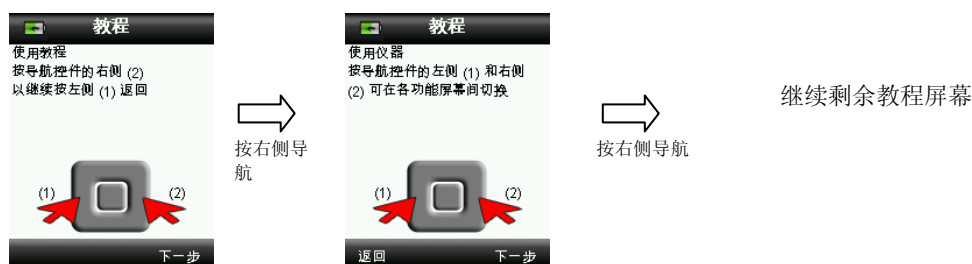 教程
使用教程
按导航控件的右侧 (2)
以继续按左侧 (1) 返回
(1)
(2)
下一步
按右侧导
航
教程
使用仪器
按导航控件的左侧 (1) 和右侧
(2) 可在各功能屏幕间切换
(1)
(2)
返回
下一步
按右侧导航
继续剩余教程屏幕